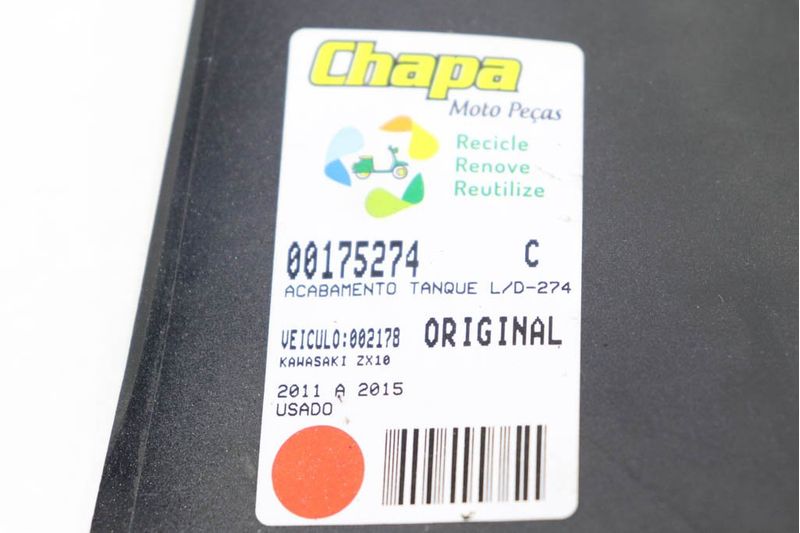 Chapa
Moto Peças
Recicle
Renove
Reutilize
00175274 C
ACABAMENTO TANQUE L/D-274
VEICULO:002178 ORIGINAL
KAWASAKI ZX10
2011 A 2015
USADO